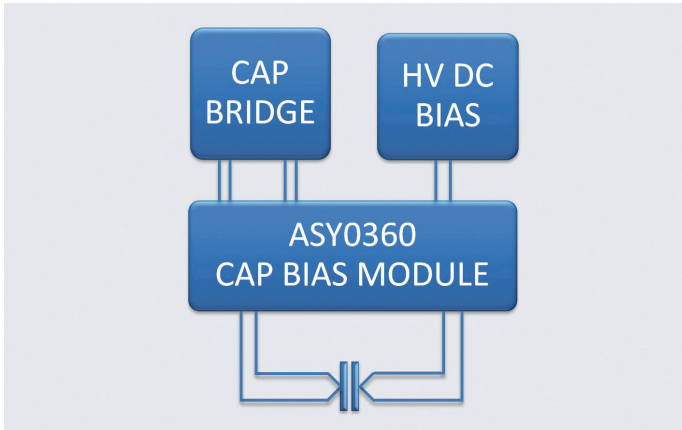 CAP
BRIDGE
HV DC
BIAS
ASY0360
CAP BIAS MODULE